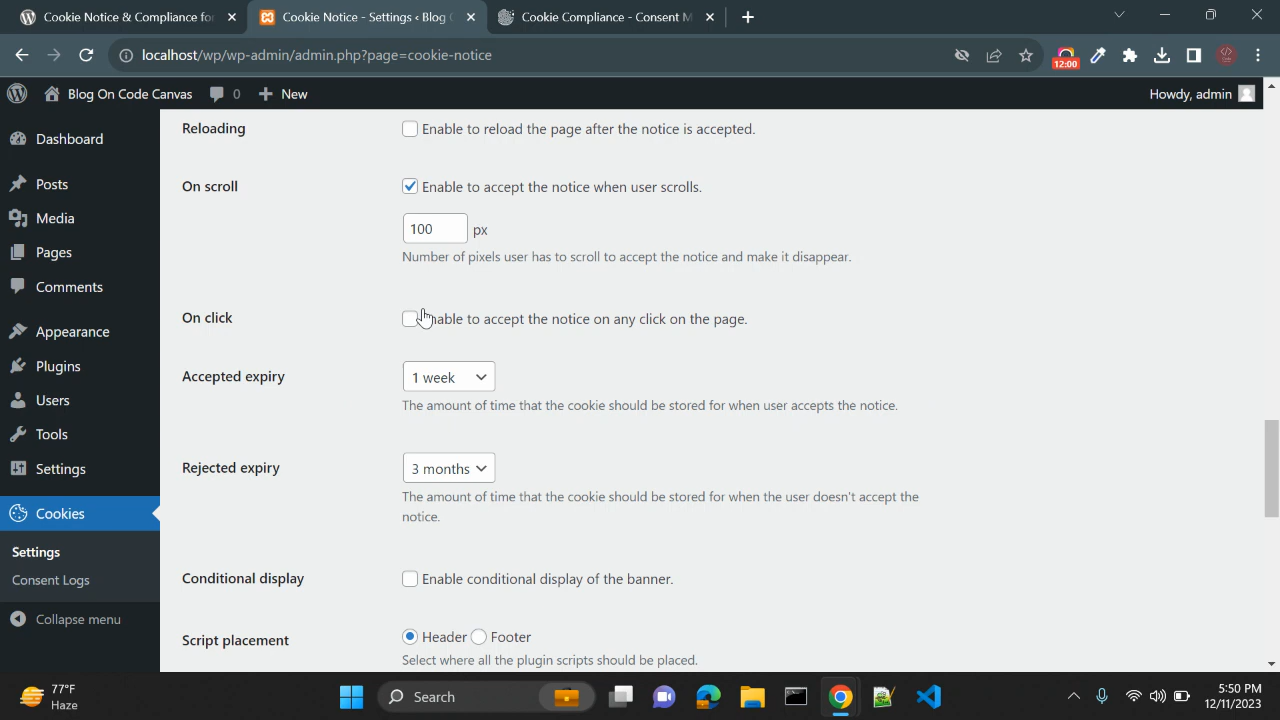 Cookie Notice & Compliance for
Cookie Notice - Settings ‹ Blog
Cookie Compliance - Consent M
localhost/wp/wp-admin/admin.php?page=cookie-notice
12:00
Blog On Code Canvas
0
New
Howdy, admin
Dashboard
Posts
Media
Pages
Comments
Appearance
Plugins
Users
Tools
Settings
Cookies
Settings
Consent Logs
Collapse menu
Reloading
Enable to reload the page after the notice is accepted.
On scroll
Enable to accept the notice when user scrolls.
100 px
Number of pixels user has to scroll to accept the notice and make it disappear.
On click
Enable to accept the notice on any click on the page.
Accepted expiry
1 week
The amount of time that the cookie should be stored for when user accepts the notice.
Rejected expiry
3 months
The amount of time that the cookie should be stored for when the user doesn't accept the
notice.
Conditional display
Enable conditional display of the banner.
Script placement
Header Footer
Select where all the plugin scripts should be placed.
77°F
Haze
Search
5:50 PM
12/11/2023